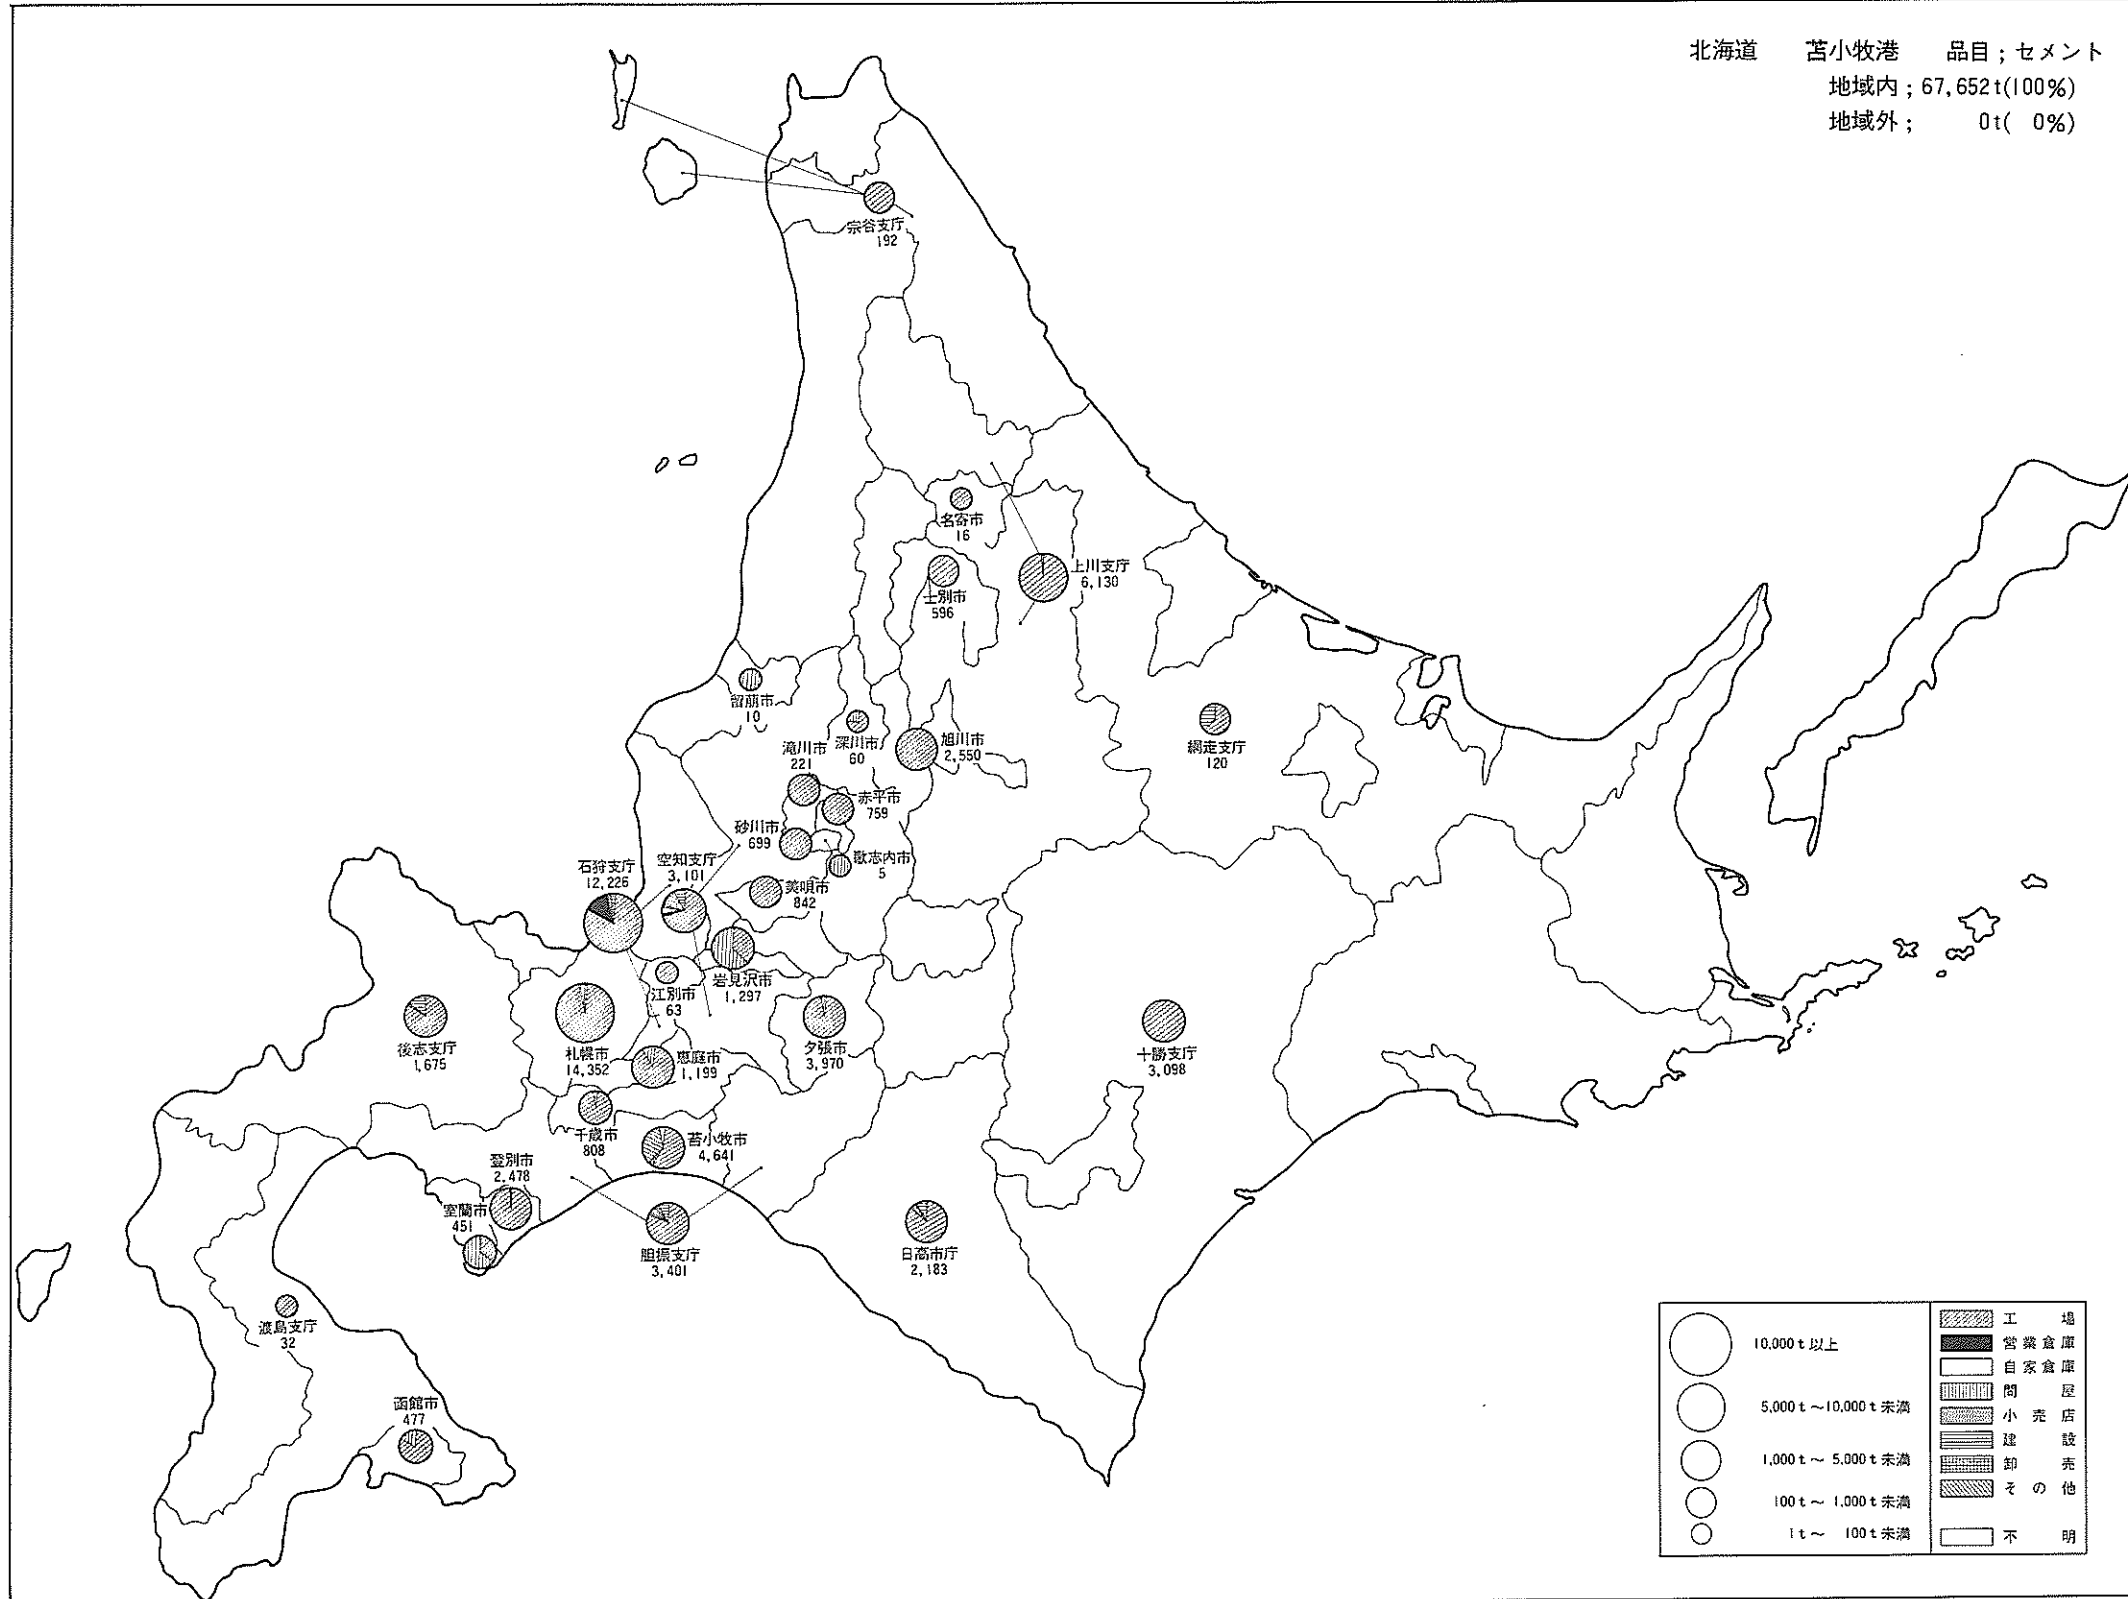 北海道　苫小牧港　品目；セメント
地域内；67,652t(100%)
地域外；　0t(　0%)
宗谷支庁
192
名寄市
16
上川支庁
6,130
士別市
596
留萠市
10
深川市
60
旭川市
2,550
網走支庁
120
滝川市
221
赤平市
759
砂川市
699
歌志内市
5
空知支庁
3,101
石狩支庁
12,226
美唄市
842
岩見沢市
1,297
江別市
63
後志支庁
1,675
札幌市
14,352
恵庭市
1,199
夕張市
3,970
十勝支庁
3,098
千歳市
808
苫小牧市
4,641
登別市
2,478
室蘭市
451
胆振支庁
3,401
日高市庁
2,183
渡島支庁
32
函館市
477
10,000t以上
5,000t～10,000t未満
1,000t～5,000t未満
100t～1,000t未満
1t～100t未満
工場
営業倉庫
自家倉庫
問屋
小売店
建設
卸売
その他
不明